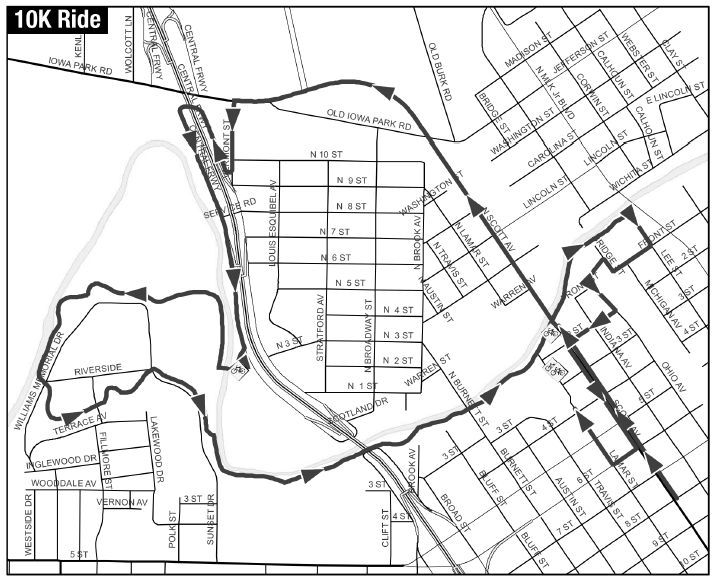 10K Ride
KENL
WOLCOTT LN
CENTRAL FRWY
CENTRAL FRWY
IOWA PARK RD
CENTRAL FRWY
OLD BURK RD
MADISON ST
JEFFERSON ST
WEBSTER ST
CLAY ST
N MLK Jr BLVD
CORWIN ST
CALHOUN ST
E LINCOLN ST
BRIDGE ST
WASHINGTON ST
CAROLINA ST
LINCOLN ST
CALHOUN ST
WICHITA ST
LINCOLN ST
OLD IOWA PARK RD
CENTRAL FRWY
N 10 ST
N 9 ST
N 8 ST
N 7 ST
N 6 ST
N 5 ST
N 4 ST
N 3 ST
N 3 ST
N 2 ST
N 1 ST
SERVICE RD
LOUIS ESQUIBEL AV
STRATFORD AV
N BROADWAY ST
N BROOK AV
WASHINGTON ST
N SCOTT AV
N LAMAR ST
N TRAVIS ST
AUSTIN ST
WARREN AV
WARREN ST
N BURNETT ST
RIDGE ST
FRONT ST
LEE ST
2 ST
3 ST
4 ST
MICHIGAN AV
INDIANA AV
OHIO AV
3 ST
5 ST
SCOTLAND DR
WILLIAMS MEMORIAL DR
RIVERSIDE
TERRACE AV
INGLEWOOD DR
WOODDALE AV
FILLMORE ST
LAKEWOOD DR
VERNON AV
WESTSIDE DR
5 ST
POLK ST
3 ST
SUNSET DR
3 ST
4 ST
CLIFT ST
BROOK AV
BROAD ST
3 ST
3 ST
4 ST
BLUFF ST
BURNETT ST
AUSTIN ST
TRAVIS ST
LAMAR ST
6 ST
7 ST
8 ST
9 ST
10 ST
BLUFF ST